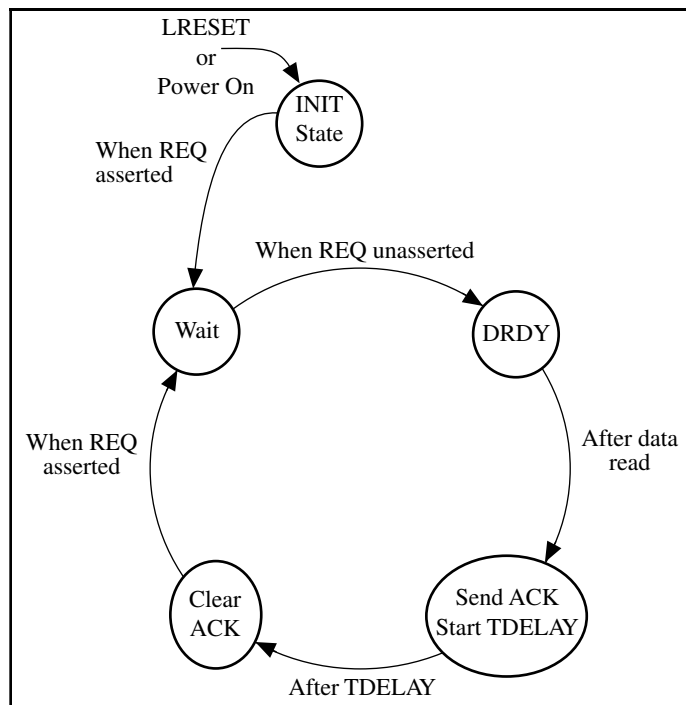 LRESET
or
Power On
INIT
State
When REQ
asserted
When REQ unasserted
Wait
DRDY
When REQ
asserted
After data
read
Clear
ACK
Send ACK
Start TDELAY
After TDELAY